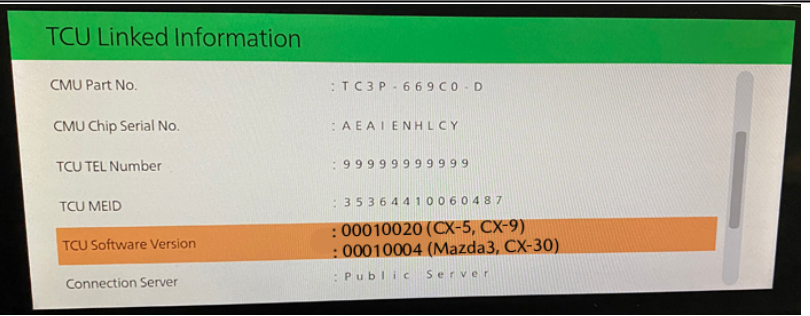 TCU Linked Information
CMU Part No. : TC3P-669C0-D
CMU Chip Serial No. : AEAIENHLCY
TCU TEL Number : 99999999999
TCU MEID : 35364410060487
TCU Software Version : 00010020 (CX-5, CX-9)
: 00010004 (Mazda3, CX-30)
Connection Server : Public Server